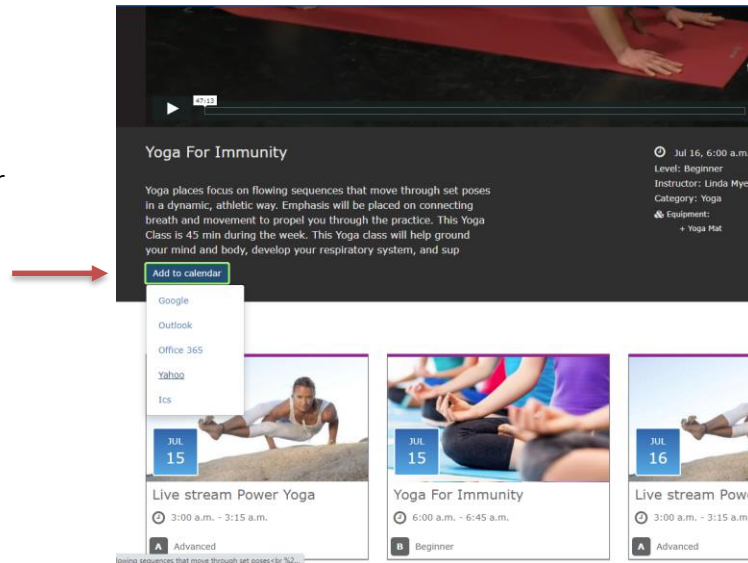 47:13
Yoga For Immunity
Yoga places focus on flowing sequences that move through set poses
in a dynamic, athletic way. Emphasis will be placed on connecting
breath and movement to propel you through the practice. This Yoga
Class is 45 min during the week. This Yoga class will help ground
your mind and body, develop your respiratory system, and sup
Jul 16, 6:00 a.m.
Level: Beginner
Instructor: Linda Mye
Category: Yoga
Equipment:
+ Yoga Mat
r
Add to calendar
Google
Outlook
Office 365
Yahoo
Ics
JUL
15
Live stream Power Yoga
3:00 a.m. - 3:15 a.m.
A Advanced
JUL
15
Yoga For Immunity
6:00 a.m. - 6:45 a.m.
B Beginner
JUL
16
Live stream Pow
3:00 a.m. - 3:15 a.m
A Advanced
lowing sequences that move through set poses<br %2...